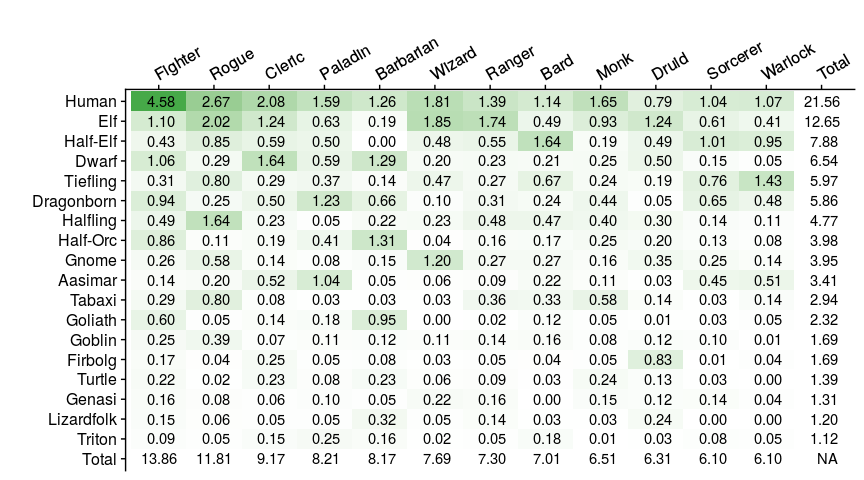 Fighter Rogue Cleric Paladin Barbarian Wizard Ranger Bard Monk Druid Sorcerer Warlock Total
Human 4.58 2.67 2.08 1.59 1.26 1.81 1.39 1.14 1.65 0.79 1.04 1.07 21.56
Elf 1.10 2.02 1.24 0.63 0.19 1.85 1.74 0.49 0.93 1.24 0.61 0.41 12.65
Half-Elf 0.43 0.85 0.59 0.50 0.00 0.48 0.55 1.64 0.19 0.49 1.01 0.95 7.88
Dwarf 1.06 0.29 1.64 0.59 1.29 0.20 0.23 0.21 0.25 0.50 0.15 0.05 6.54
Tiefling 0.31 0.80 0.29 0.37 0.14 0.47 0.27 0.67 0.24 0.19 0.76 1.43 5.97
Dragonborn 0.94 0.25 0.50 1.23 0.66 0.10 0.31 0.24 0.44 0.05 0.65 0.48 5.86
Halfling 0.49 1.64 0.23 0.05 0.22 0.23 0.48 0.47 0.40 0.30 0.14 0.11 4.77
Half-Orc 0.86 0.11 0.19 0.41 1.31 0.04 0.16 0.17 0.25 0.20 0.13 0.08 3.98
Gnome 0.26 0.58 0.14 0.08 0.15 1.20 0.27 0.27 0.16 0.35 0.25 0.14 3.95
Aasimar 0.14 0.20 0.52 1.04 0.05 0.06 0.09 0.22 0.11 0.03 0.45 0.51 3.41
Tabaxi 0.29 0.80 0.08 0.03 0.03 0.03 0.36 0.33 0.58 0.14 0.03 0.14 2.94
Goliath 0.60 0.05 0.14 0.18 0.95 0.00 0.02 0.12 0.05 0.01 0.03 0.05 2.32
Goblin 0.25 0.39 0.07 0.11 0.12 0.11 0.14 0.16 0.08 0.12 0.10 0.01 1.69
Firbolg 0.17 0.04 0.25 0.05 0.08 0.03 0.05 0.04 0.05 0.83 0.01 0.04 1.69
Turtle 0.22 0.02 0.23 0.08 0.23 0.06 0.09 0.03 0.24 0.13 0.03 0.00 1.39
Genasi 0.16 0.08 0.06 0.10 0.05 0.22 0.16 0.00 0.15 0.12 0.14 0.04 1.31
Lizardfolk 0.15 0.06 0.05 0.05 0.32 0.05 0.14 0.03 0.03 0.24 0.00 0.00 1.20
Triton 0.09 0.05 0.15 0.25 0.16 0.02 0.05 0.18 0.01 0.03 0.08 0.05 1.12
Total 13.86 11.81 9.17 8.21 8.17 7.69 7.30 7.01 6.51 6.31 6.10 6.10 NA